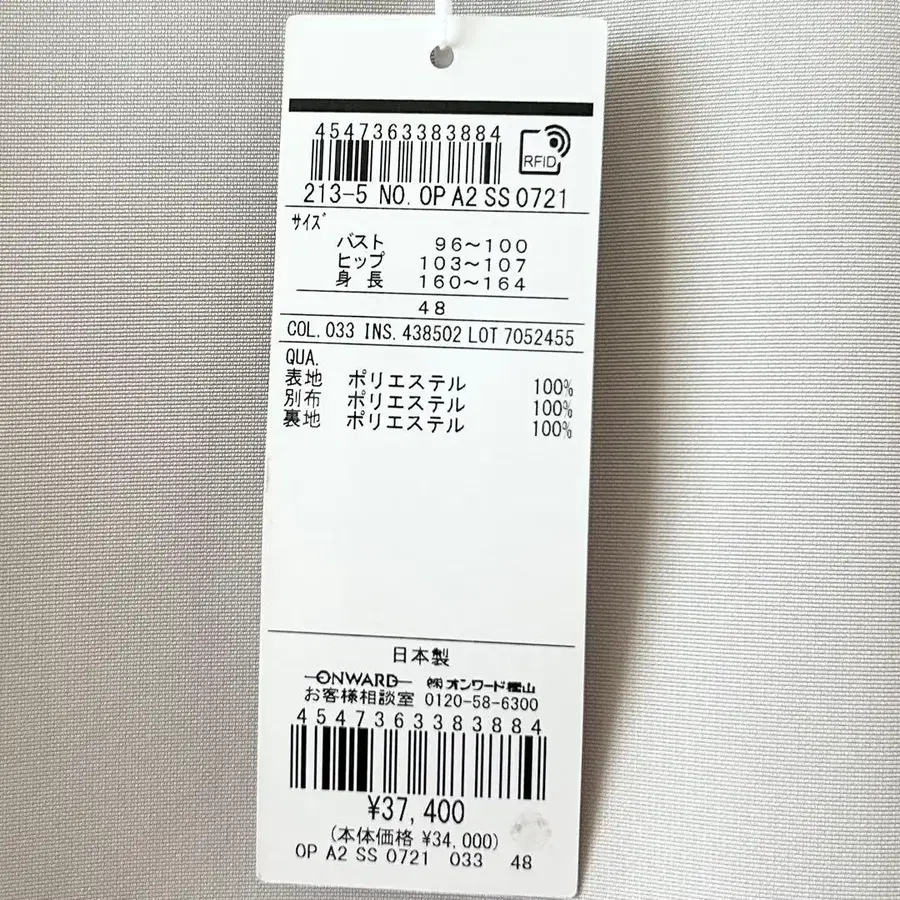 4547363383884
RFID
213-5 NO. OP A2 SS 0721
サイズ
バスト 96～100
ヒップ 103～107
身長 160～164
48
COL. 033 INS. 438502 LOT 7052455
QUA.
表地 ポリエステル 100%
別布 ポリエステル 100%
裏地 ポリエステル 100%
日本製
ONWARD ㈱オンワード樫山
お客様相談室 0120-58-6300
4547363383884
¥37,400
(本体価格 ¥34,000)
OP A2 SS 0721 033 48